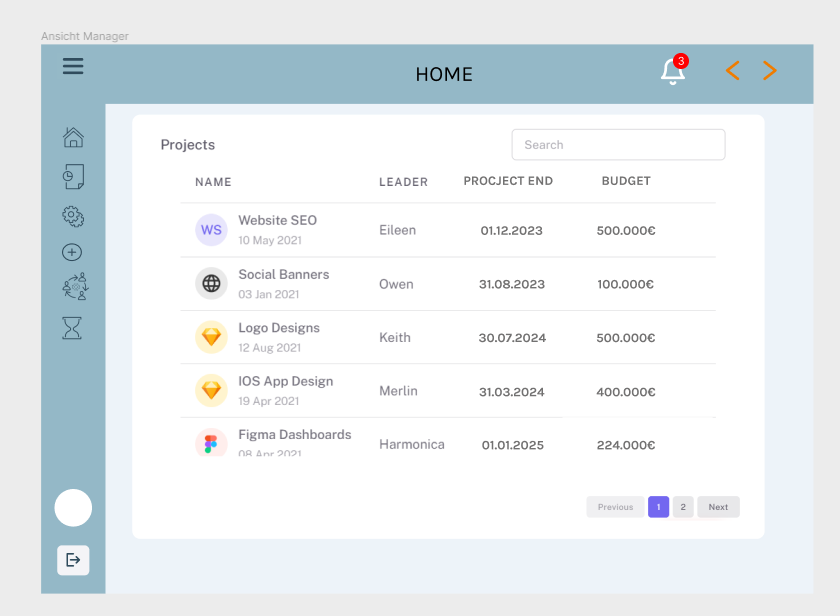 Ansicht Manager
HOME
3
Projects
Search
NAME LEADER PROCJECT END BUDGET
WS Website SEO Eileen 01.12.2023 500.000€
10 May 2021
Social Banners Owen 31.08.2023 100.000€
03 Jan 2021
Logo Designs Keith 30.07.2024 500.000€
12 Aug 2021
IOS App Design Merlin 31.03.2024 400.000€
19 Apr 2021
Figma Dashboards Harmonica 01.01.2025 224.000€
08 Apr 2021
Previous 1 2 Next